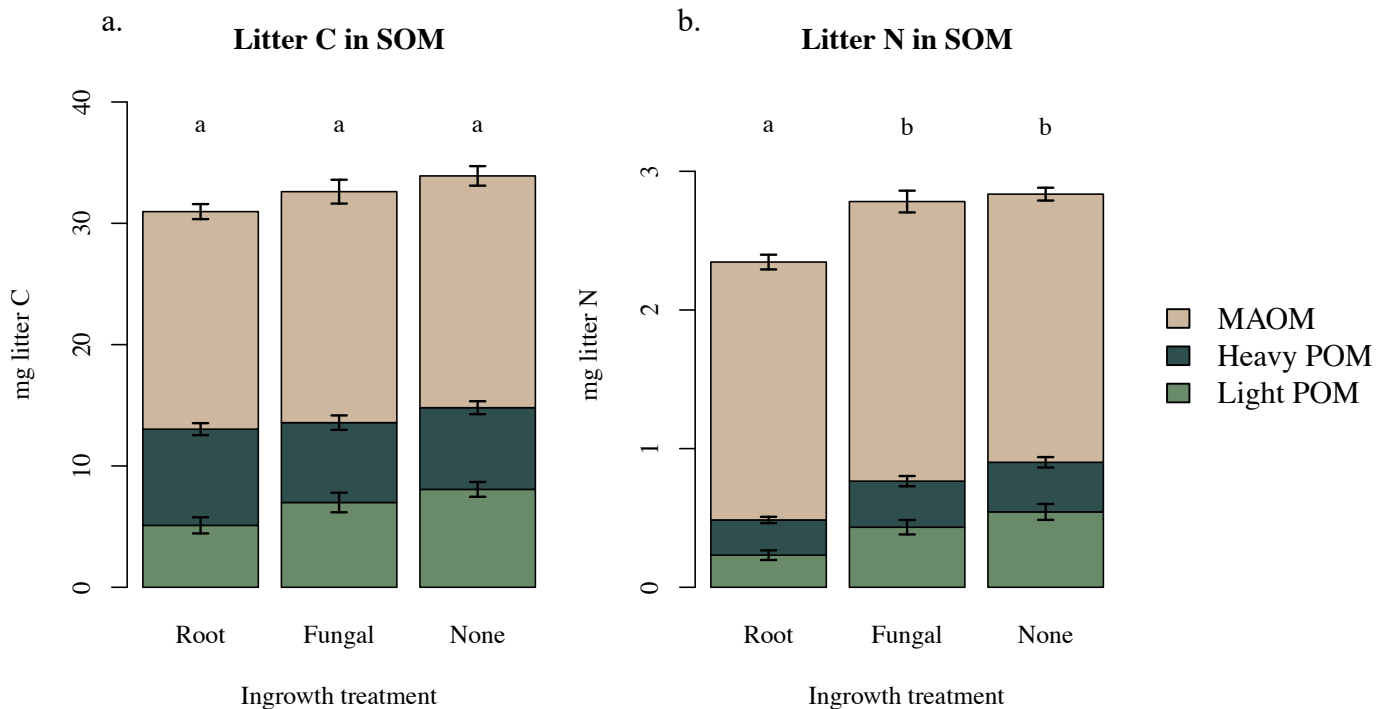 a.
Litter C in SOM
40
30
20
10
0
mg litter C
a a a
Root Fungal None
Ingrowth treatment
b.
Litter N in SOM
3
2
1
0
mg litter N
a b b
Root Fungal None
Ingrowth treatment
MAOM
Heavy POM
Light POM